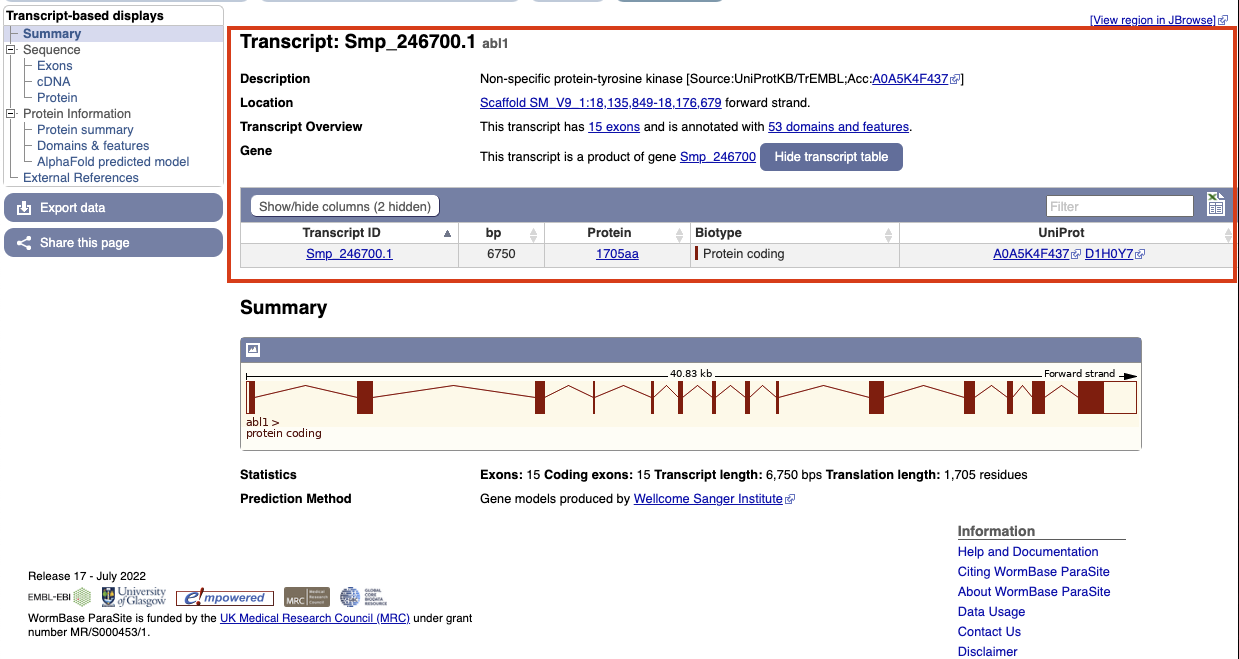 [View region in JBrowse]
Transcript-based displays
Summary
Sequence
Exons
cDNA
Protein
Protein Information
Protein summary
Domains & features
AlphaFold predicted model
External References
Export data
Share this page
Transcript: Smp_246700.1 abl1
Description Non-specific protein-tyrosine kinase [Source:UniProtKB/TrEMBL;Acc:A0A5K4F437]
Location Scaffold SM_V9_1:18,135,849-18,176,679 forward strand.
Transcript Overview This transcript has 15 exons and is annotated with 53 domains and features.
Gene This transcript is a product of gene Smp_246700 Hide transcript table
Show/hide columns (2 hidden) Filter
Transcript ID bp Protein Biotype UniProt
Smp_246700.1 6750 1705aa Protein coding A0A5K4F437 D1H0Y7
Summary
40.83 kb Forward strand
abl1 >
protein coding
Statistics Exons: 15 Coding exons: 15 Transcript length: 6,750 bps Translation length: 1,705 residues
Prediction Method Gene models produced by Wellcome Sanger Institute
Information
Help and Documentation
Citing WormBase ParaSite
About WormBase ParaSite
Data Usage
Contact Us
Disclaimer
Release 17 - July 2022
EMBL-EBI University of Glasgow e!mpowered MRC Medical Research Council GLOBAL CORE BIODATA RESOURCE
WormBase ParaSite is funded by the UK Medical Research Council (MRC) under grant
number MR/S000453/1.